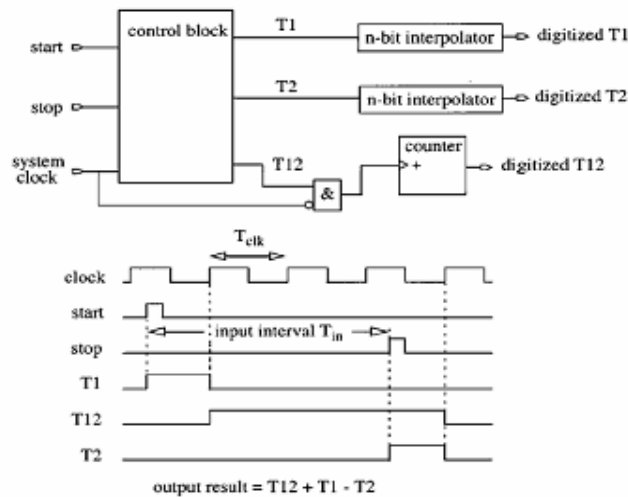 control block
start
stop
system
clock
T1
n-bit interpolator
digitized T1
T2
n-bit interpolator
digitized T2
T12
&
counter
+
digitized T12
Tclk
clock
start
input interval Tin
stop
T1
T12
T2
output result = T12 + T1 - T2